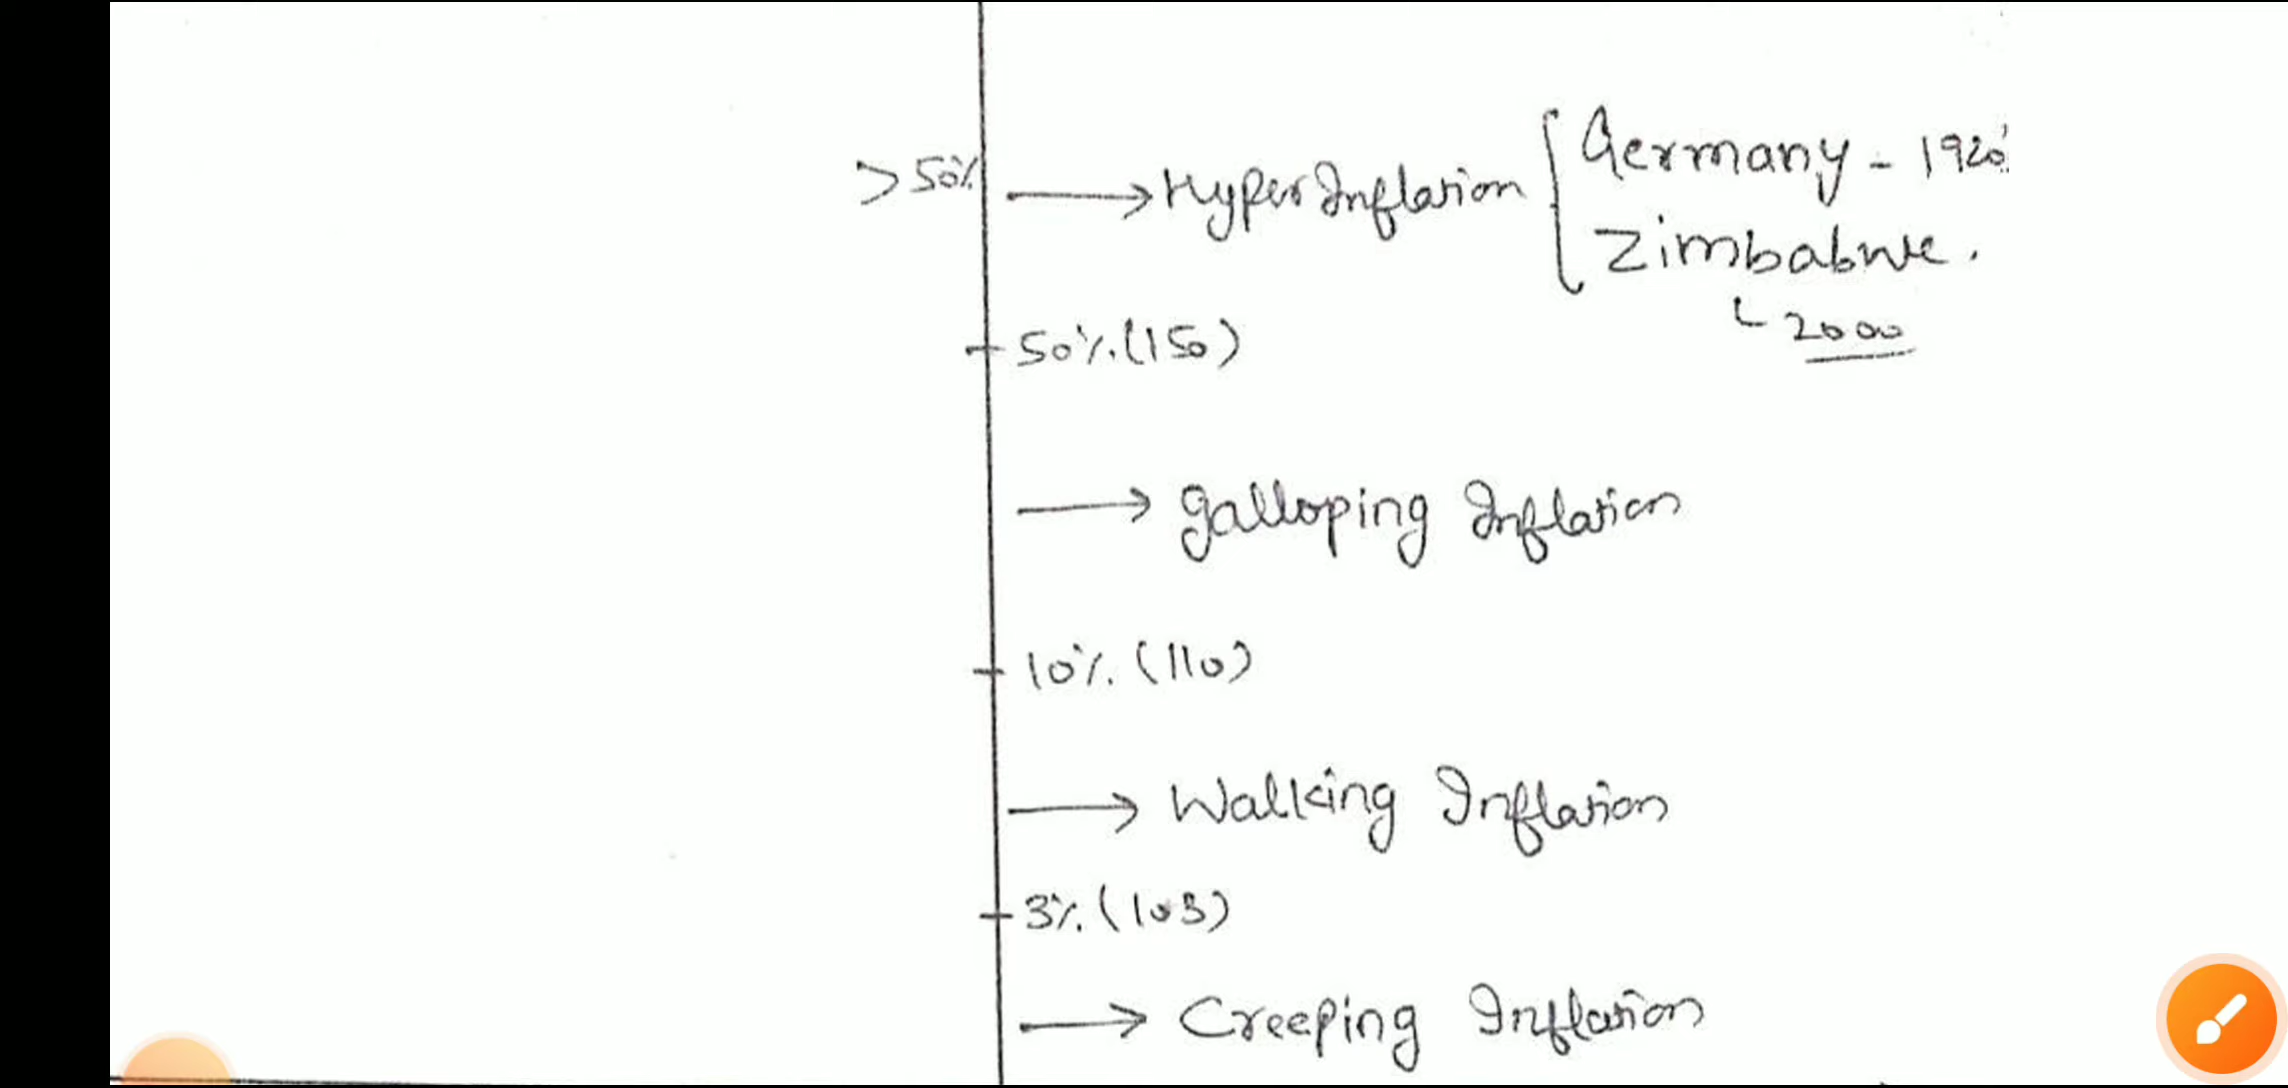 >50% → Hyper Inflation { Germany - 1920'
Zimbabwe.
↳ 2000
50% (150)
→ galloping Inflation
10% (110)
→ Walking Inflation
3% (103)
→ Creeping Inflation